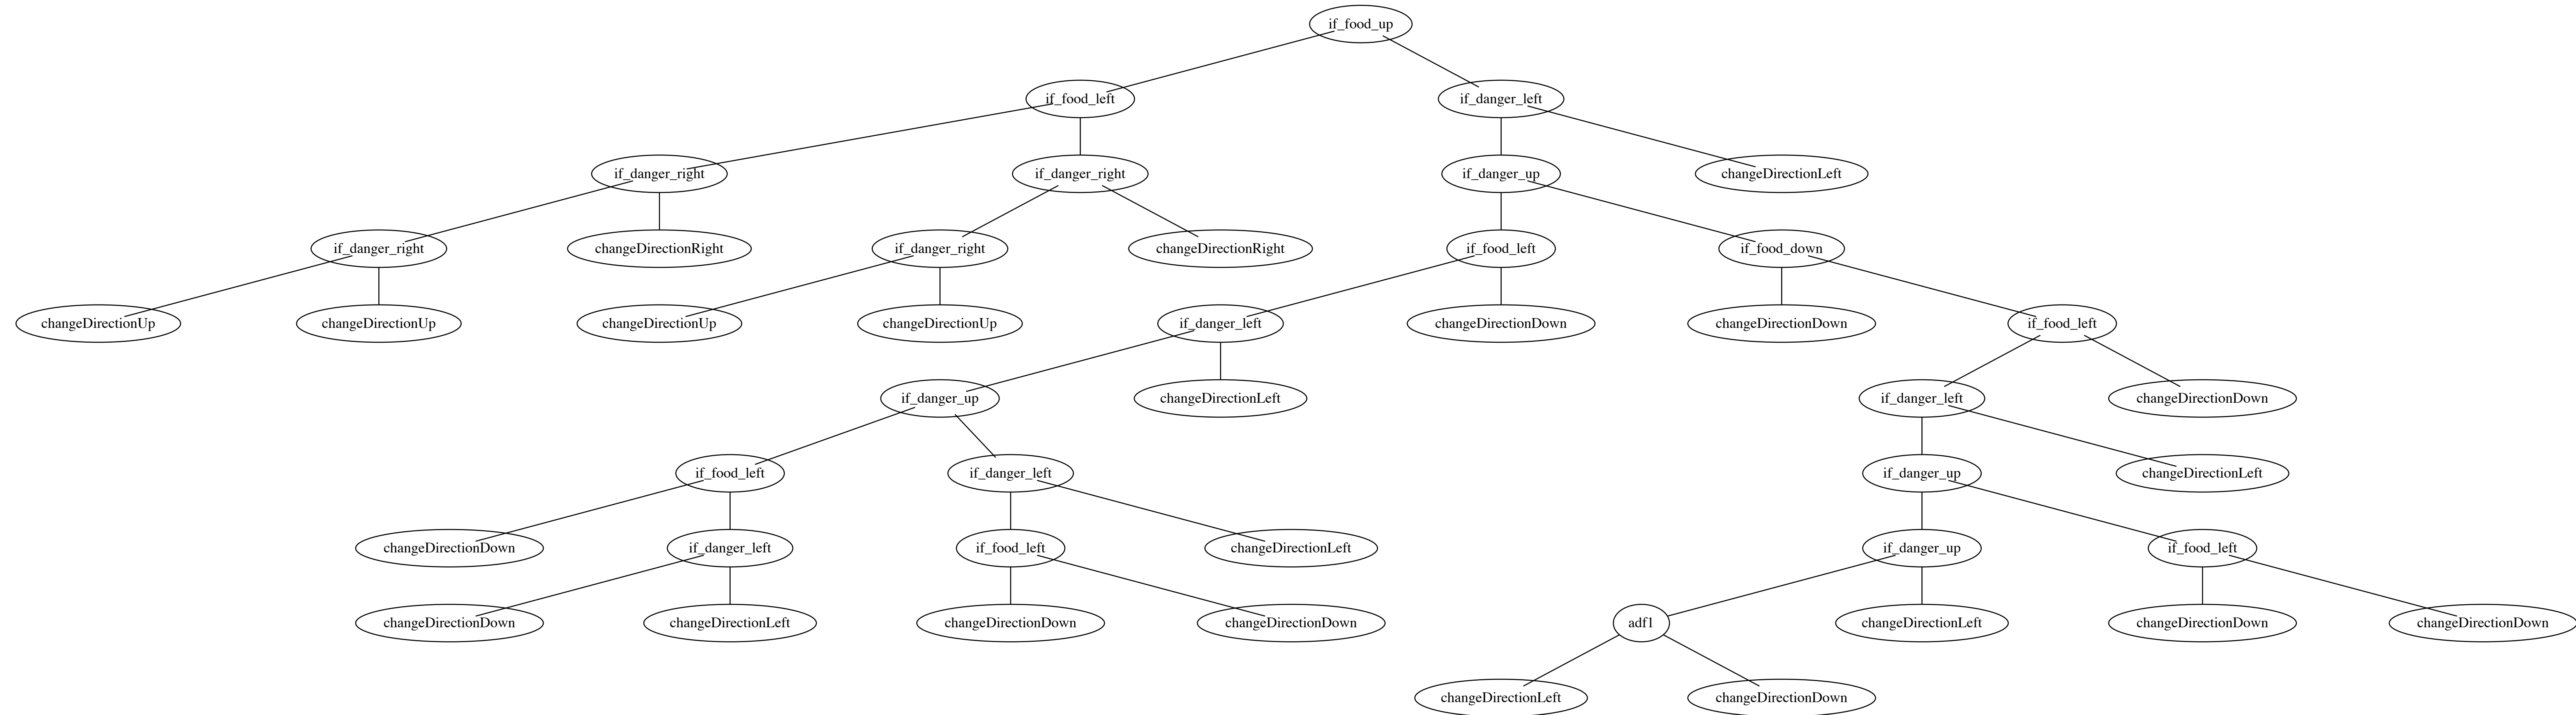 if_food_up
if_food_left
if_danger_left
if_danger_right
if_danger_right
if_danger_up
changeDirectionLeft
if_danger_right
changeDirectionRight
if_danger_right
changeDirectionRight
if_food_left
if_food_down
changeDirectionUp
changeDirectionUp
changeDirectionUp
changeDirectionUp
if_danger_left
changeDirectionDown
changeDirectionDown
if_food_left
if_danger_up
changeDirectionLeft
if_danger_left
changeDirectionDown
if_food_left
if_danger_left
if_danger_up
changeDirectionLeft
changeDirectionDown
if_danger_left
if_food_left
changeDirectionLeft
if_danger_up
if_food_left
changeDirectionDown
changeDirectionLeft
changeDirectionDown
changeDirectionDown
adf1
changeDirectionLeft
changeDirectionDown
changeDirectionDown
changeDirectionLeft
changeDirectionDown